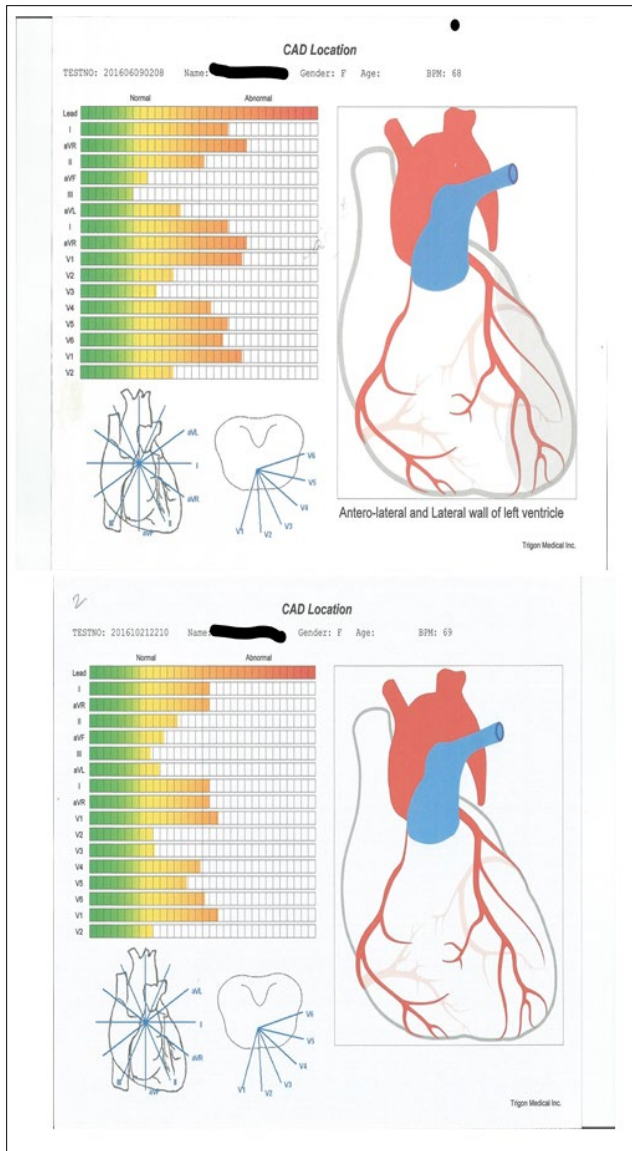 CAD Location
TESTNO: 201606090208 Name: Gender: F Age: BPM: 68
Normal Abnormal
Lead
I
aVR
II
aVF
III
aVL
I
aVR
V1
V2
V3
V4
V5
V6
V1
V2
aVL
I
aVR
III aVF II
V6
V5
V4
V3
V1 V2
Antero-lateral and Lateral wall of left ventricle
Trigon Medical Inc.
2
CAD Location
TESTNO: 201610212210 Name: Gender: F Age: BPM: 69
Normal Abnormal
Lead
I
aVR
II
aVF
III
aVL
I
aVR
V1
V2
V3
V4
V5
V6
V1
V2
aVL
I
aVR
III aVF II
V6
V5
V4
V3
V1 V2
Trigon Medical Inc.